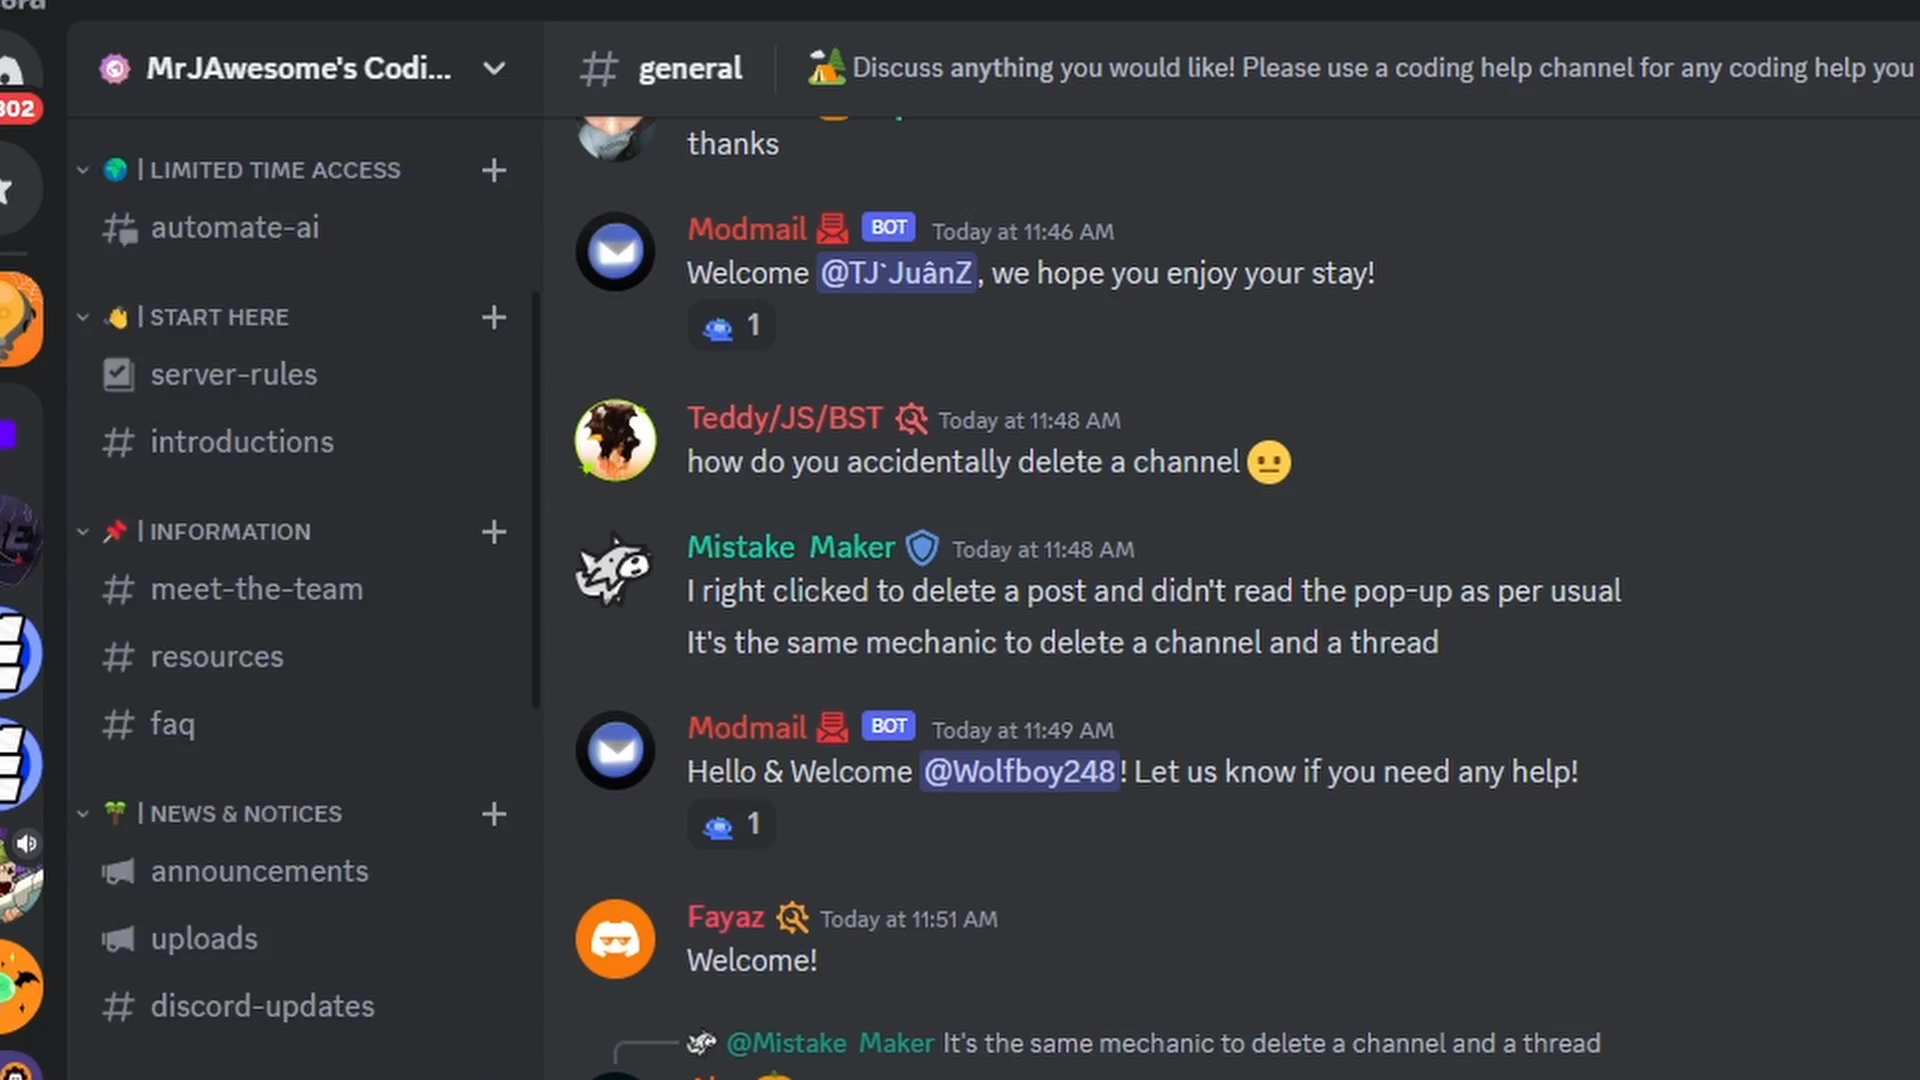 MrJAwesome's Codi...
LIMITED TIME ACCESS
automate-ai
START HERE
server-rules
introductions
INFORMATION
meet-the-team
resources
faq
NEWS & NOTICES
announcements
uploads
discord-updates
general
Discuss anything you would like! Please use a coding help channel for any coding help you
thanks
Modmail BOT Today at 11:46 AM
Welcome @TJ`JuânZ, we hope you enjoy your stay!
1
Teddy/JS/BST Today at 11:48 AM
how do you accidentally delete a channel
Mistake Maker Today at 11:48 AM
I right clicked to delete a post and didn't read the pop-up as per usual
It's the same mechanic to delete a channel and a thread
Modmail BOT Today at 11:49 AM
Hello & Welcome @Wolfboy248! Let us know if you need any help!
1
Fayaz Today at 11:51 AM
Welcome!
@Mistake Maker It's the same mechanic to delete a channel and a thread